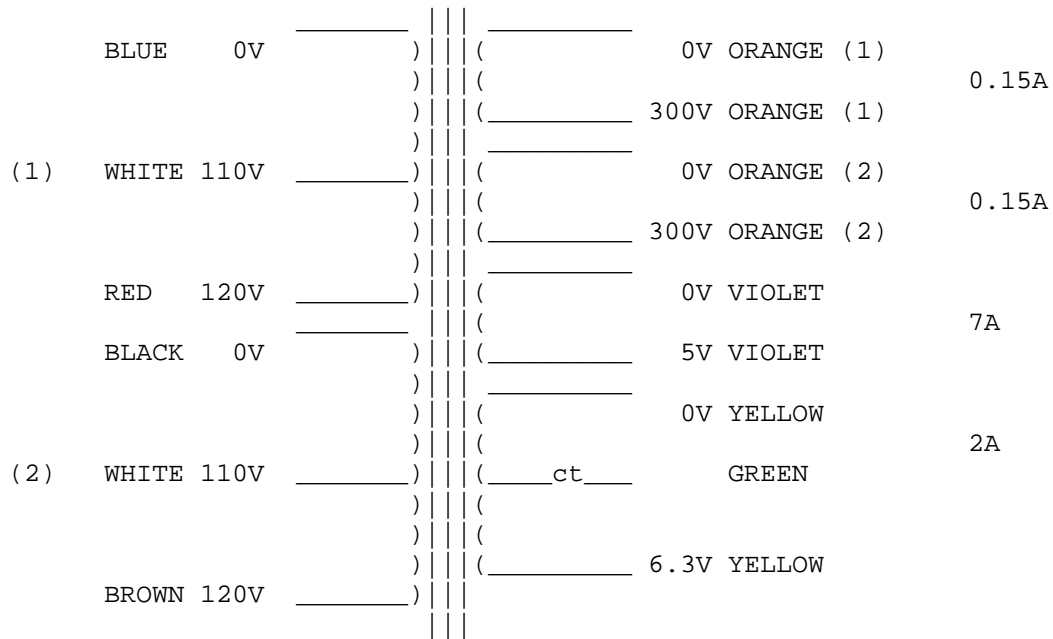 BLUE 0V 0V ORANGE (1)
0.15A
300V ORANGE (1)
(1) WHITE 110V 0V ORANGE (2)
0.15A
300V ORANGE (2)
RED 120V 0V VIOLET
7A
BLACK 0V 5V VIOLET
0V YELLOW
2A
(2) WHITE 110V ct GREEN
6.3V YELLOW
BROWN 120V